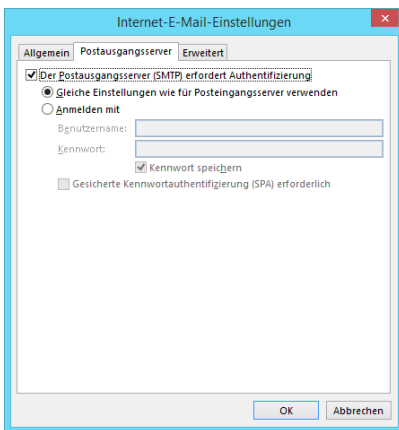 Internet-E-Mail-Einstellungen
Allgemein Postausgangsserver Erweitert
Der Postausgangsserver (SMTP) erfordert Authentifizierung
Gleiche Einstellungen wie für Posteingangsserver verwenden
Anmelden mit
Benutzername:
Kennwort:
Kennwort speichern
Gesicherte Kennwortauthentifizierung (SPA) erforderlich
OK Abbrechen